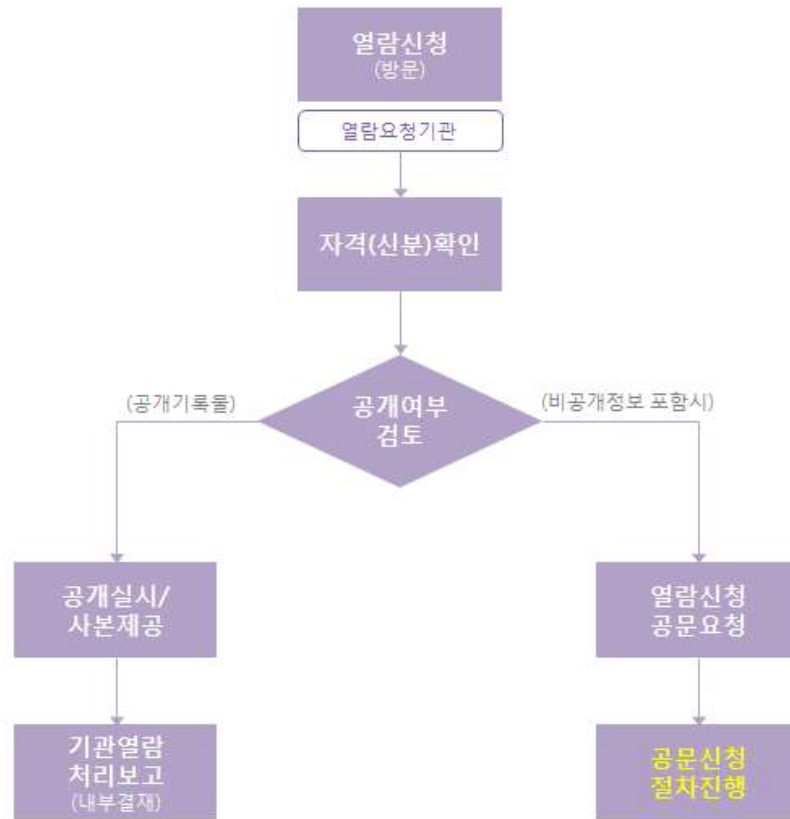 열람신청
(방문)
열람요청기관
자격(신분)확인
공개여부
검토
(공개기록물)
(비공개정보 포함시)
공개실시/
사본제공
열람신청
공문요청
기관열람
처리보고
(내부결재)
공문신청
절차진행